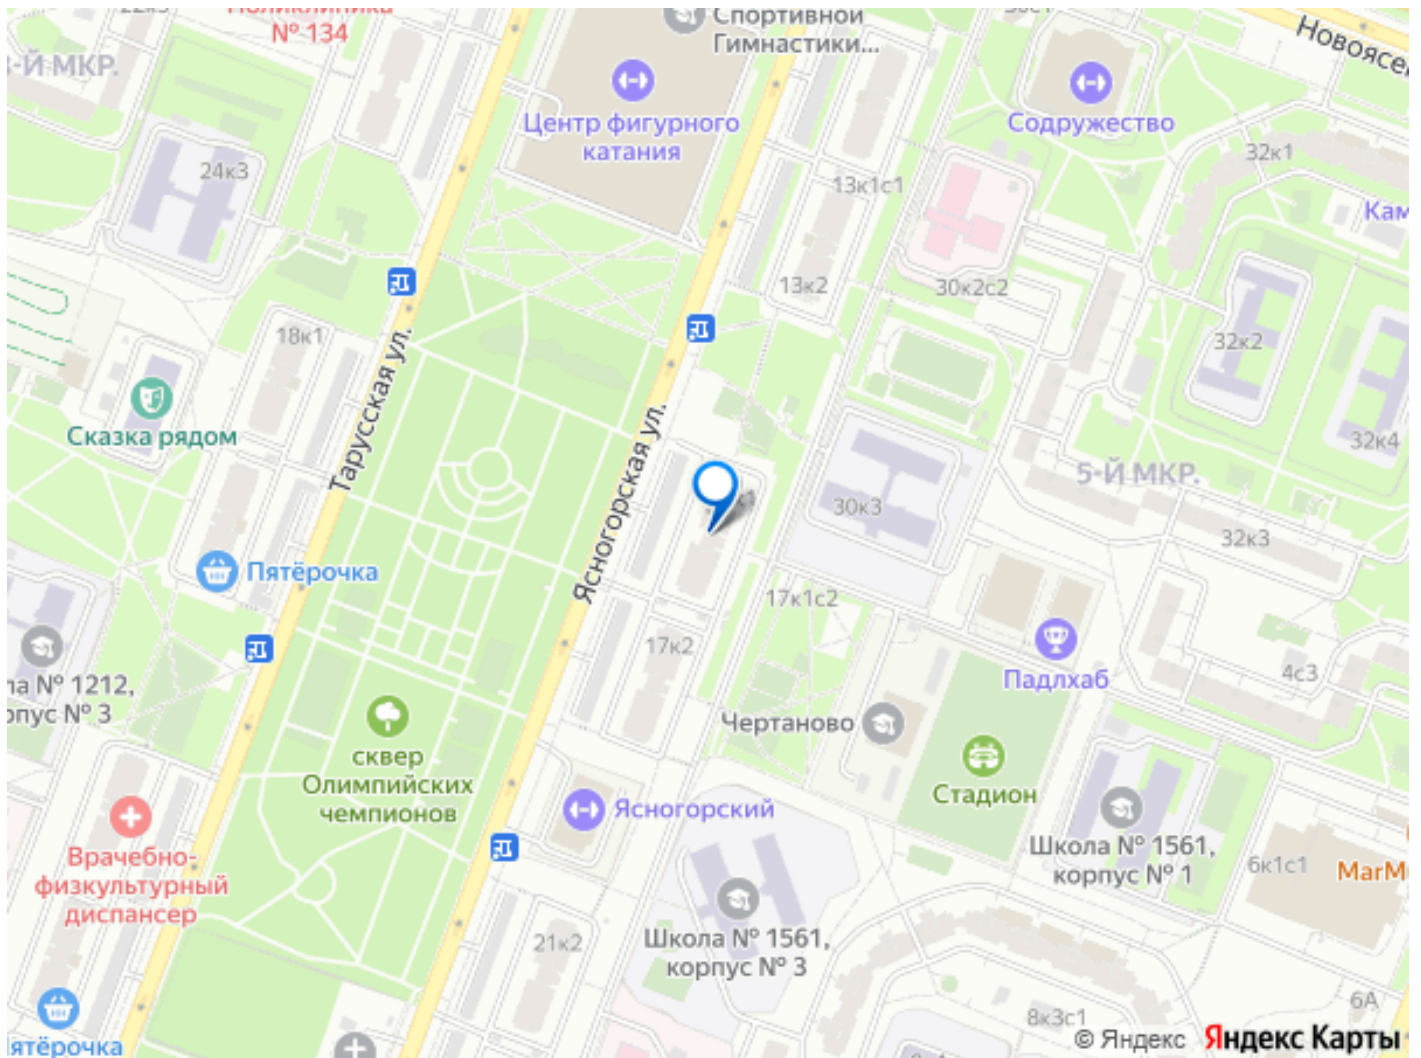 Поликлиника
№ 134
Спортивной
Гимнастики...
Новоясе
-Й МКР.
Центр фигурного
катания
Содружество
24к3
13к1с1
32к1
Кам
13к2
30к2с2
18к1
32к2
Сказка рядом
Тарусская ул.
Ясногорская ул.
32к4
5-Й МКР.
30к3
32к3
Пятёрочка
17к1с2
17к2
4с3
Падлхаб
№ 1212,
корпус № 3
Чертаново
сквер
Олимпийских
чемпионов
Стадион
Ясногорский
Врачебно-
физкультурный
диспансер
Школа № 1561,
корпус № 1
6к1с1
MarM
21к2
Школа № 1561,
корпус № 3
6А
8к3с1
ятёрочка
© Яндекс Яндекс Карты